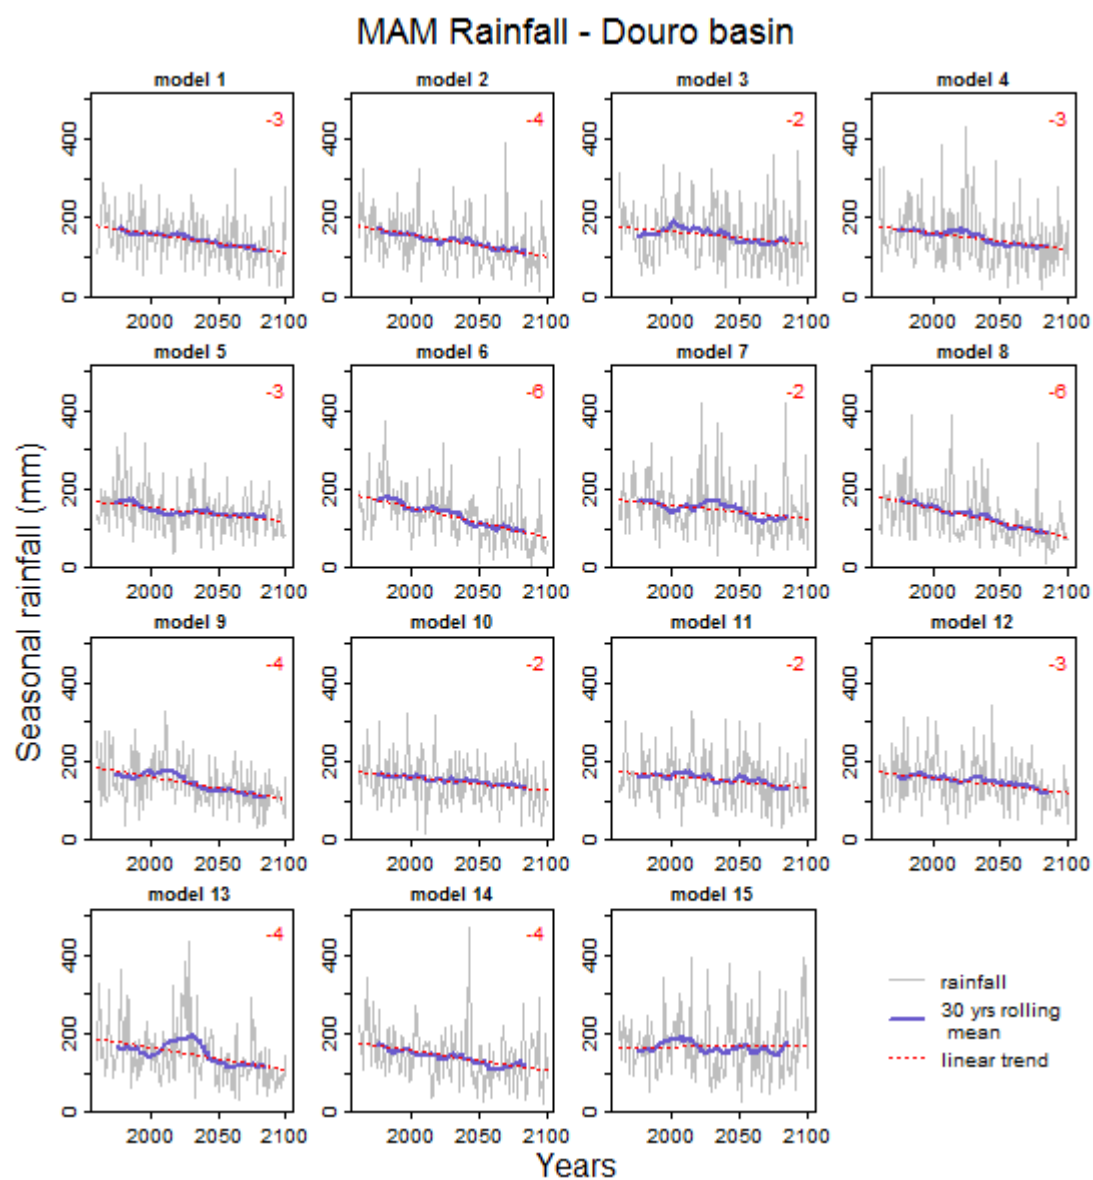 MAM Rainfall - Douro basin
model 1
model 2
model 3
model 4
-3
-4
-2
-3
0 200 400
0 200 400
0 200 400
0 200 400
2000 2050 2100
2000 2050 2100
2000 2050 2100
2000 2050 2100
model 5
model 6
model 7
model 8
-3
-6
-2
-6
0 200 400
0 200 400
0 200 400
0 200 400
2000 2050 2100
2000 2050 2100
2000 2050 2100
2000 2050 2100
Seasonal rainfall (mm)
model 9
model 10
model 11
model 12
-4
-2
-2
-3
0 200 400
0 200 400
0 200 400
0 200 400
2000 2050 2100
2000 2050 2100
2000 2050 2100
2000 2050 2100
model 13
model 14
model 15
-4
-4
0 200 400
0 200 400
0 200 400
2000 2050 2100
2000 2050 2100
2000 2050 2100
rainfall
30 yrs rolling
mean
linear trend
Years